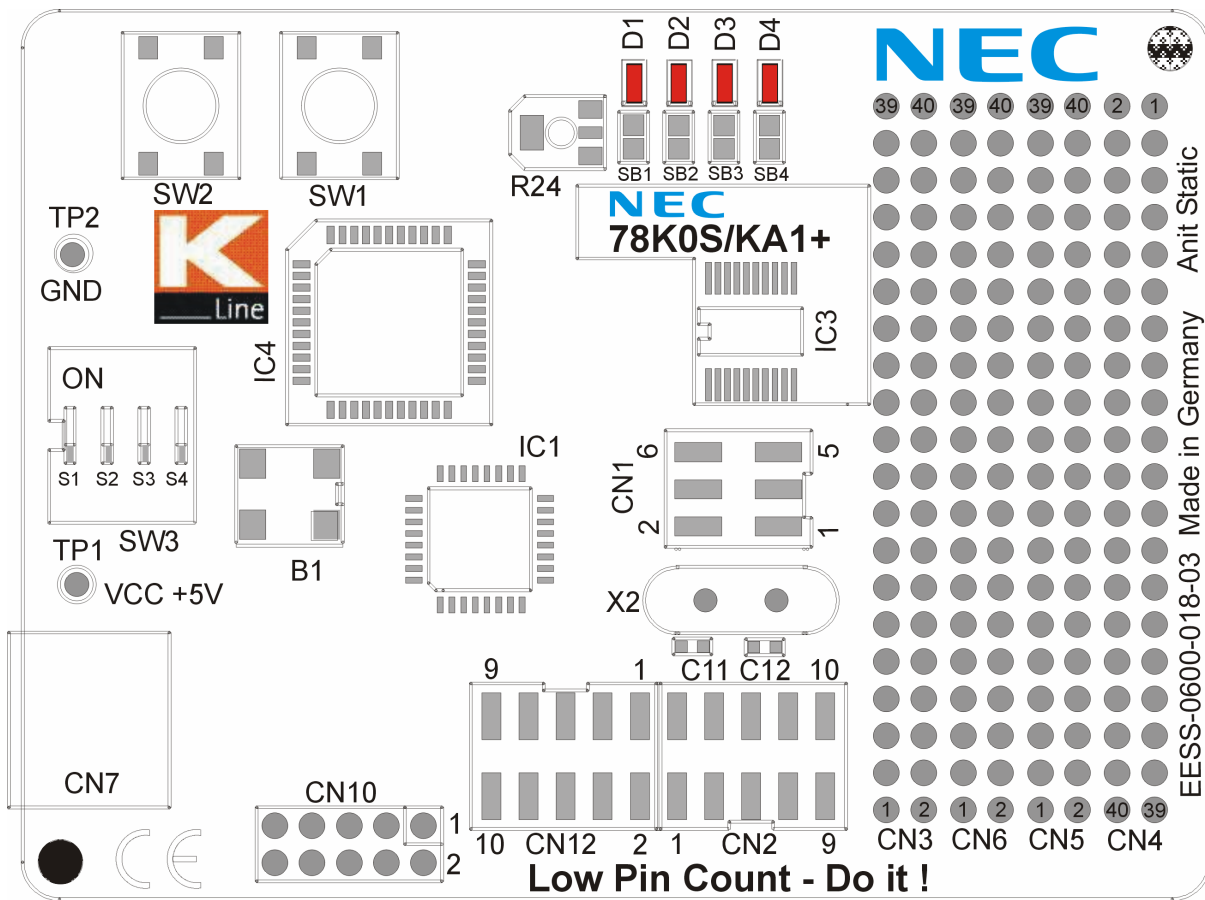 D1 D2 D3 D4
NEC
39 40 39 40 39 40 2 1
SB1 SB2 SB3 SB4
R24
SW2 SW1
NEC
78K0S/KA1+
TP2
GND
K
Line
IC4
IC3
ON
S1 S2 S3 S4
SW3
IC1
6 5
CN1
2 1
TP1
VCC +5V
B1
X2
C11 C12
9 1 10
CN7
CN10
1
2
10 CN12 2 1 CN2 9
1 2 1 2 1 2 40 39
CN3 CN6 CN5 CN4
CE
Low Pin Count - Do it !
EESS-0600-018-03 Made in Germany Anit Static